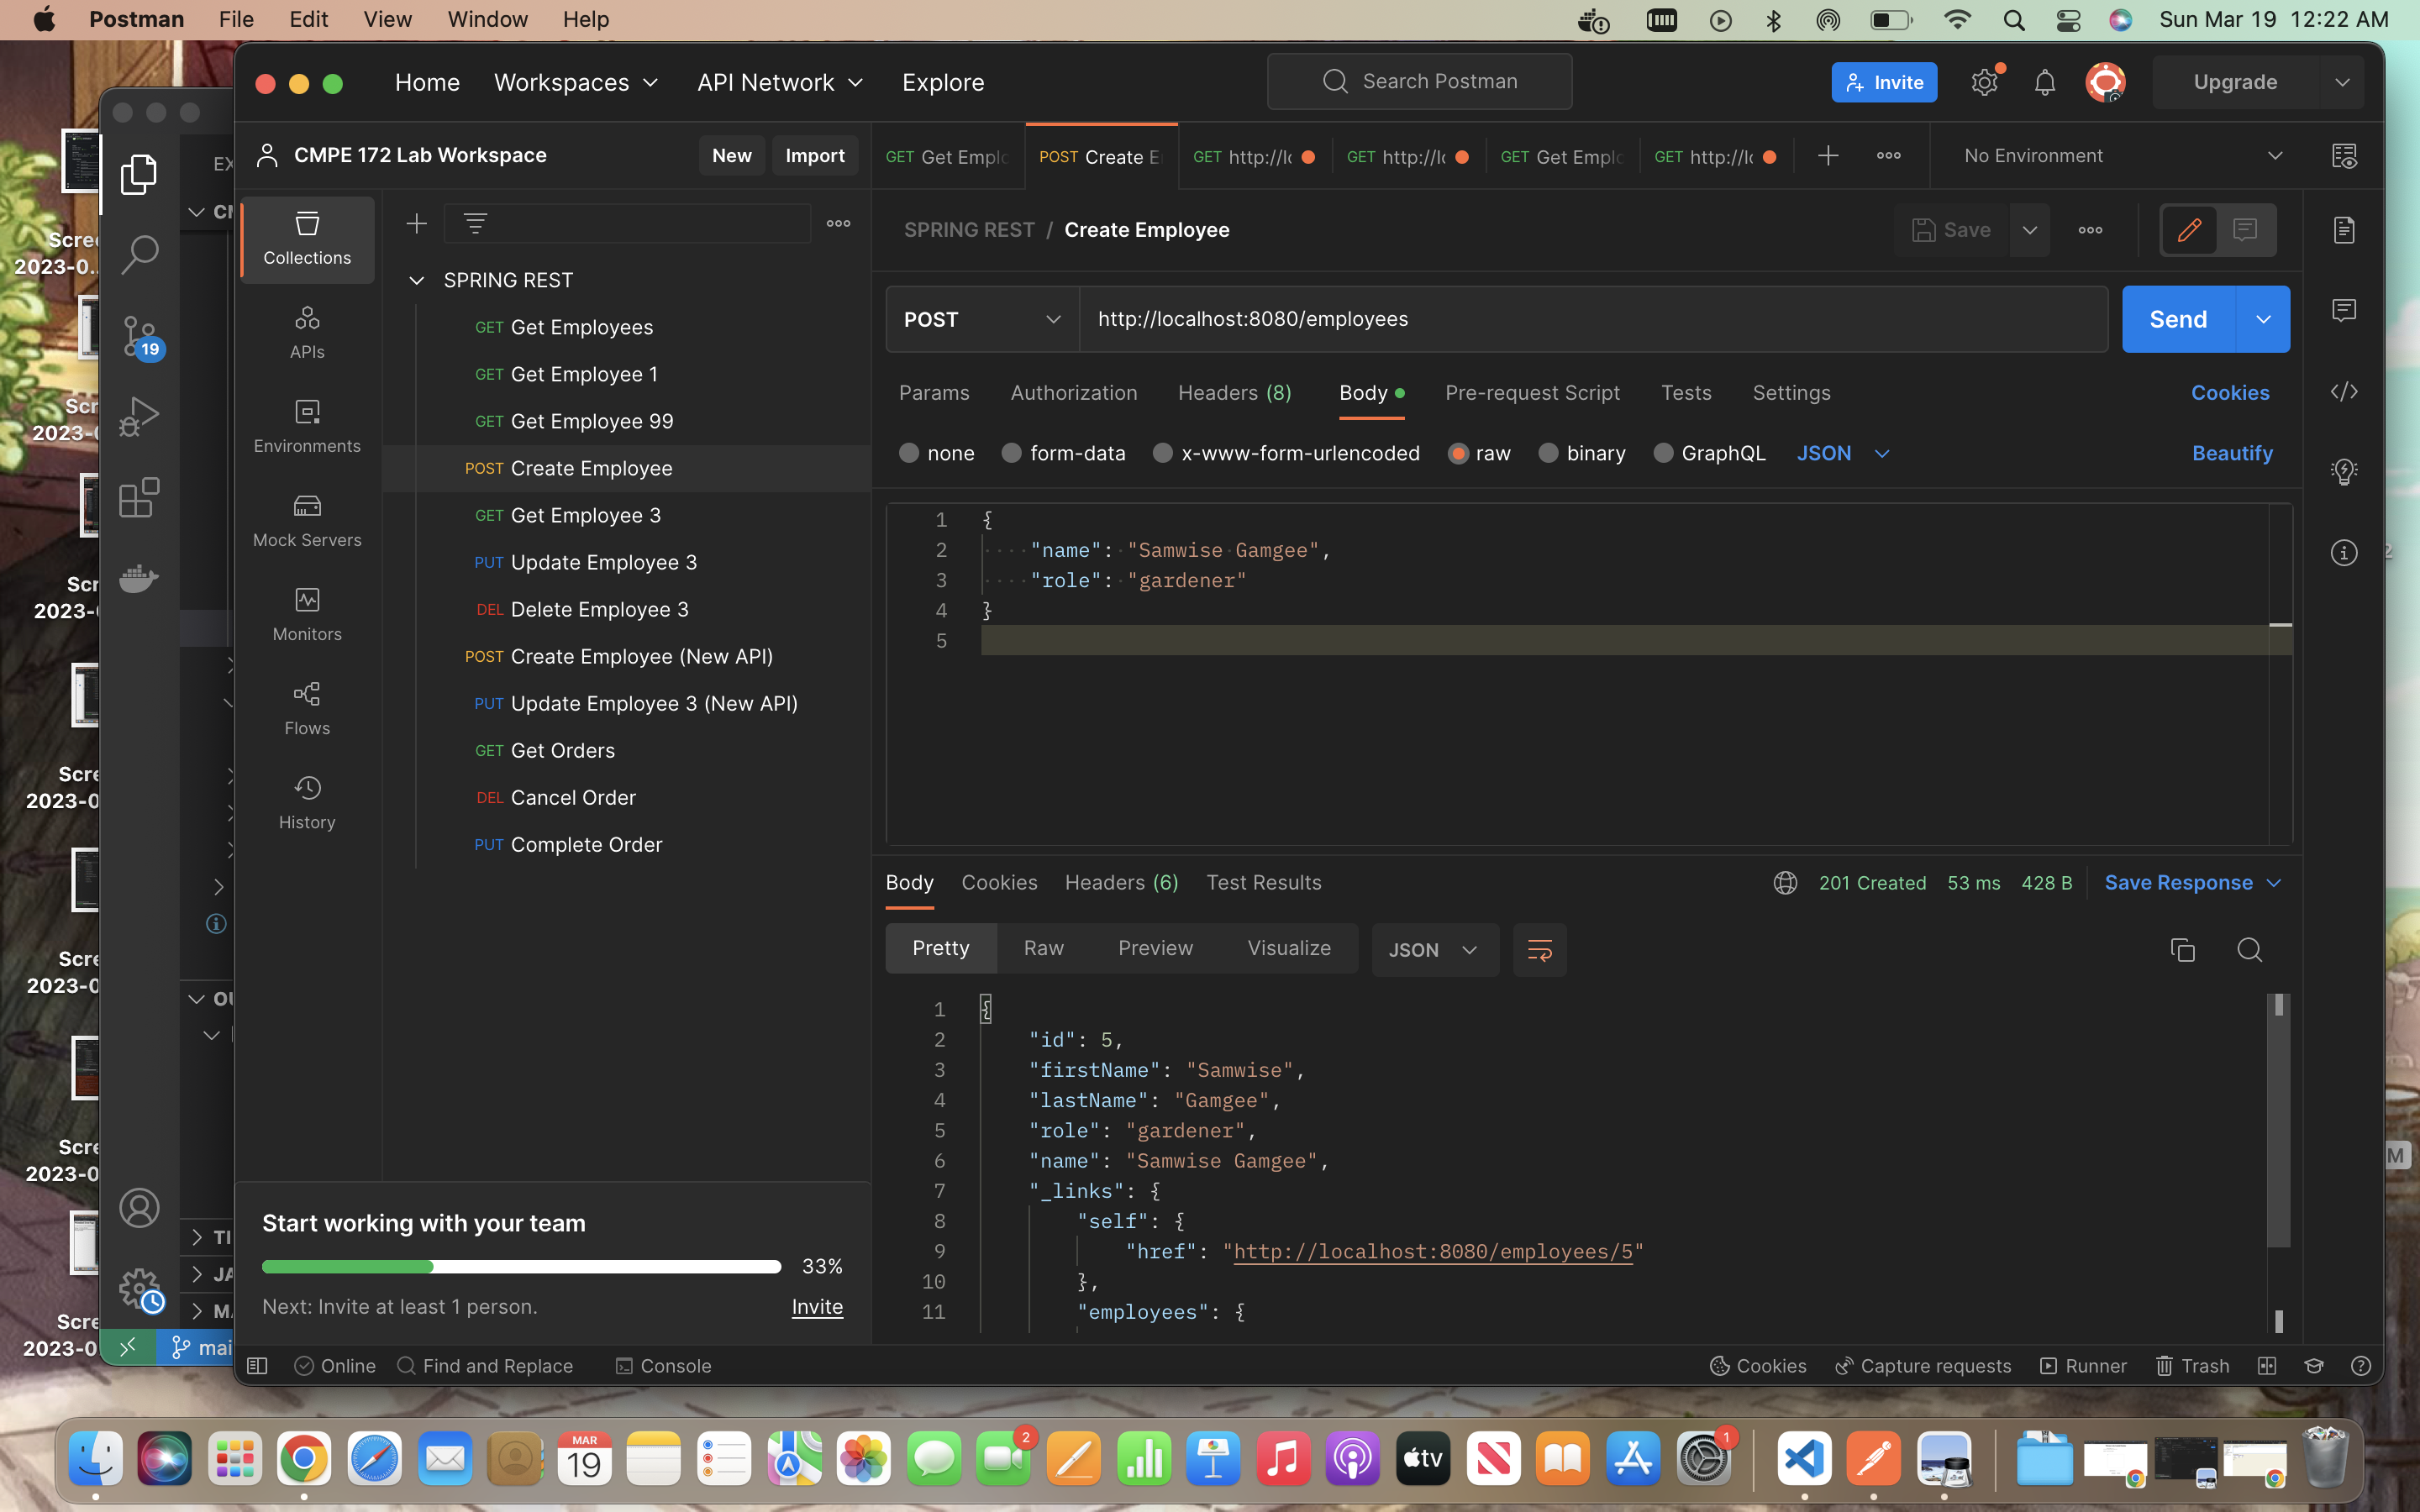 Postman File Edit View Window Help Sun Mar 19 12:22 AM
Home Workspaces API Network Explore Search Postman Invite Upgrade
CMPE 172 Lab Workspace New Import
GET Get Emplo POST Create E GET http://lo GET http://lo GET Get Emplo GET http://lo No Environment
Collections
APIs
Environments
Mock Servers
Monitors
Flows
History
SPRING REST
GET Get Employees
GET Get Employee 1
GET Get Employee 99
POST Create Employee
GET Get Employee 3
PUT Update Employee 3
DEL Delete Employee 3
POST Create Employee (New API)
PUT Update Employee 3 (New API)
GET Get Orders
DEL Cancel Order
PUT Complete Order
SPRING REST / Create Employee Save
POST http://localhost:8080/employees Send
Params Authorization Headers (8) Body Pre-request Script Tests Settings Cookies
none form-data x-www-form-urlencoded raw binary GraphQL JSON Beautify
1 {
2 "name": "Samwise Gamgee",
3 "role": "gardener"
4 }
5
Body Cookies Headers (6) Test Results 201 Created 53 ms 428 B Save Response
Pretty Raw Preview Visualize JSON
1 {
2 "id": 5,
3 "firstName": "Samwise",
4 "lastName": "Gamgee",
5 "role": "gardener",
6 "name": "Samwise Gamgee",
7 "_links": {
8 "self": {
9 "href": "http://localhost:8080/employees/5"
10 },
11 "employees": {
Start working with your team
33%
Next: Invite at least 1 person. Invite
Online Find and Replace Console Cookies Capture requests Runner Trash
EX
19
Scre
2023-0
mai
MAR
19
2
tv
1